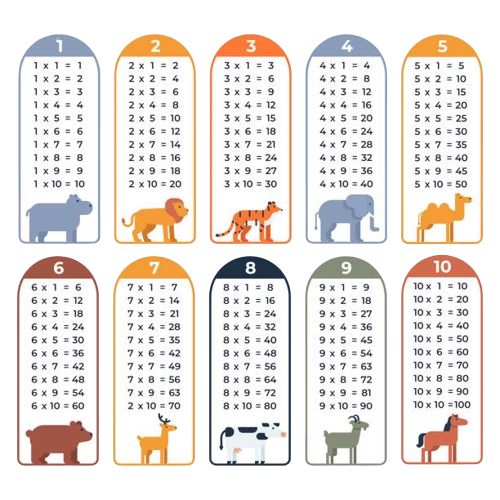 1
1 x 1 = 1
1 x 2 = 2
1 x 3 = 3
1 x 4 = 4
1 x 5 = 5
1 x 6 = 6
1 x 7 = 7
1 x 8 = 8
1 x 9 = 9
1 x 10 = 10
2
2 x 1 = 2
2 x 2 = 4
2 x 3 = 6
2 x 4 = 8
2 x 5 = 10
2 x 6 = 12
2 x 7 = 14
2 x 8 = 16
2 x 9 = 18
2 x 10 = 20
3
3 x 1 = 3
3 x 2 = 6
3 x 3 = 9
3 x 4 = 12
3 x 5 = 15
3 x 6 = 18
3 x 7 = 21
3 x 8 = 24
3 x 9 = 27
3 x 10 = 30
4
4 x 1 = 4
4 x 2 = 8
4 x 3 = 12
4 x 4 = 16
4 x 5 = 20
4 x 6 = 24
4 x 7 = 28
4 x 8 = 32
4 x 9 = 36
4 x 10 = 40
5
5 x 1 = 5
5 x 2 = 10
5 x 3 = 15
5 x 4 = 20
5 x 5 = 25
5 x 6 = 30
5 x 7 = 35
5 x 8 = 40
5 x 9 = 45
5 x 10 = 50
6
6 x 1 = 6
6 x 2 = 12
6 x 3 = 18
6 x 4 = 24
6 x 5 = 30
6 x 6 = 36
6 x 7 = 42
6 x 8 = 48
6 x 9 = 54
6 x 10 = 60
7
7 x 1 = 7
7 x 2 = 14
7 x 3 = 21
7 x 4 = 28
7 x 5 = 35
7 x 6 = 42
7 x 7 = 49
7 x 8 = 56
7 x 9 = 63
2 x 10 = 70
8
8 x 1 = 8
8 x 2 = 16
8 x 3 = 24
8 x 4 = 32
8 x 5 = 40
8 x 6 = 48
8 x 7 = 56
8 x 8 = 64
8 x 9 = 72
8 x 10 = 80
9
9 x 1 = 9
9 x 2 = 18
9 x 3 = 27
9 x 4 = 36
9 x 5 = 45
9 x 6 = 54
9 x 7 = 63
9 x 8 = 72
9 x 9 = 81
9 x 10 = 90
10
10 x 1 = 10
10 x 2 = 20
10 x 3 = 30
10 x 4 = 40
10 x 5 = 50
10 x 6 = 60
10 x 7 = 70
10 x 8 = 80
10 x 9 = 90
10 x 10 = 100